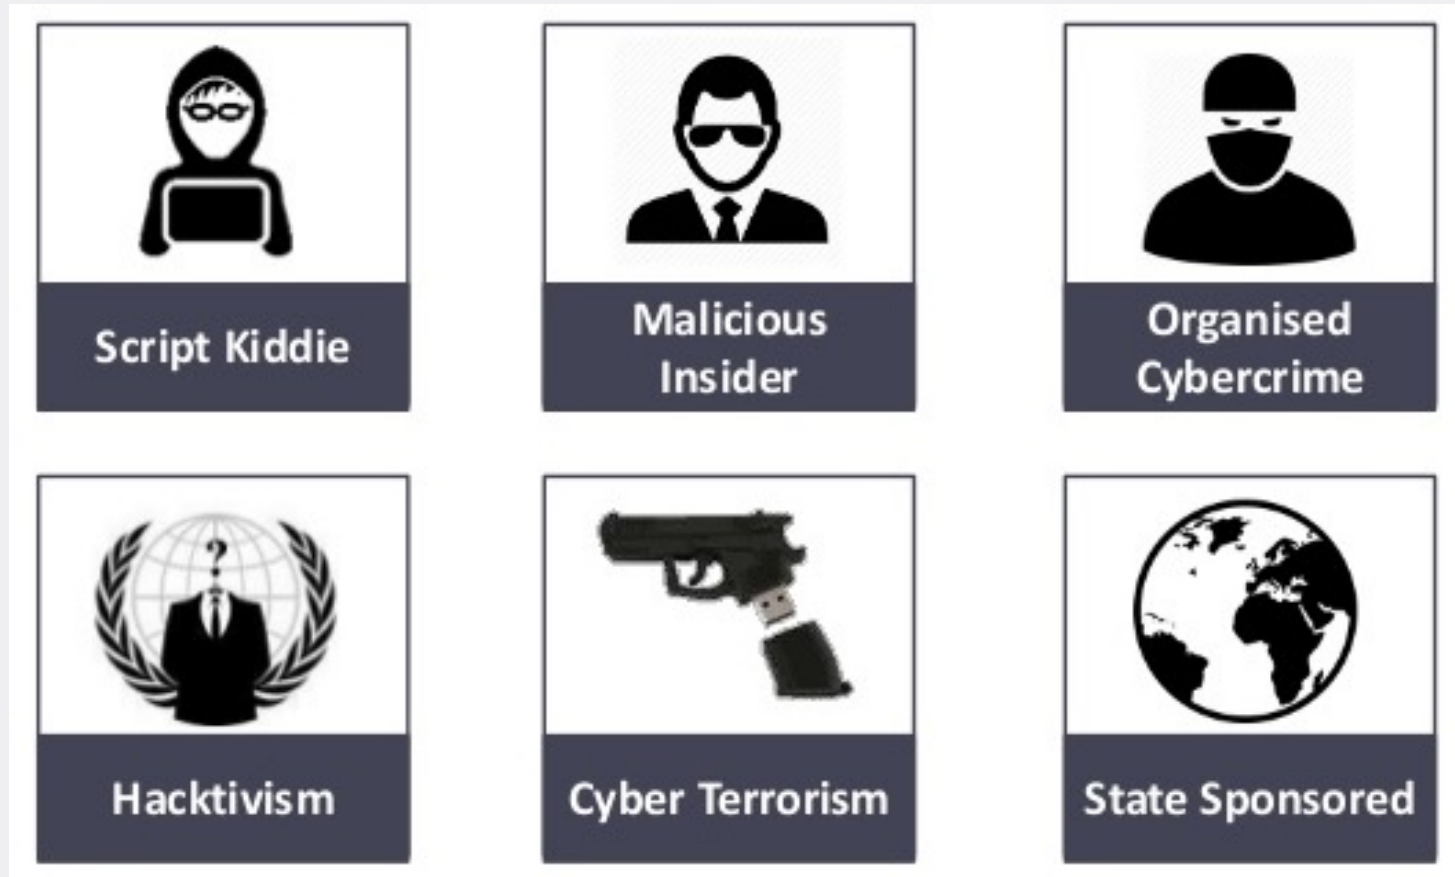 Script Kiddie
Malicious
Insider
Organised
Cybercrime
?
Hacktivism
Cyber Terrorism
State Sponsored